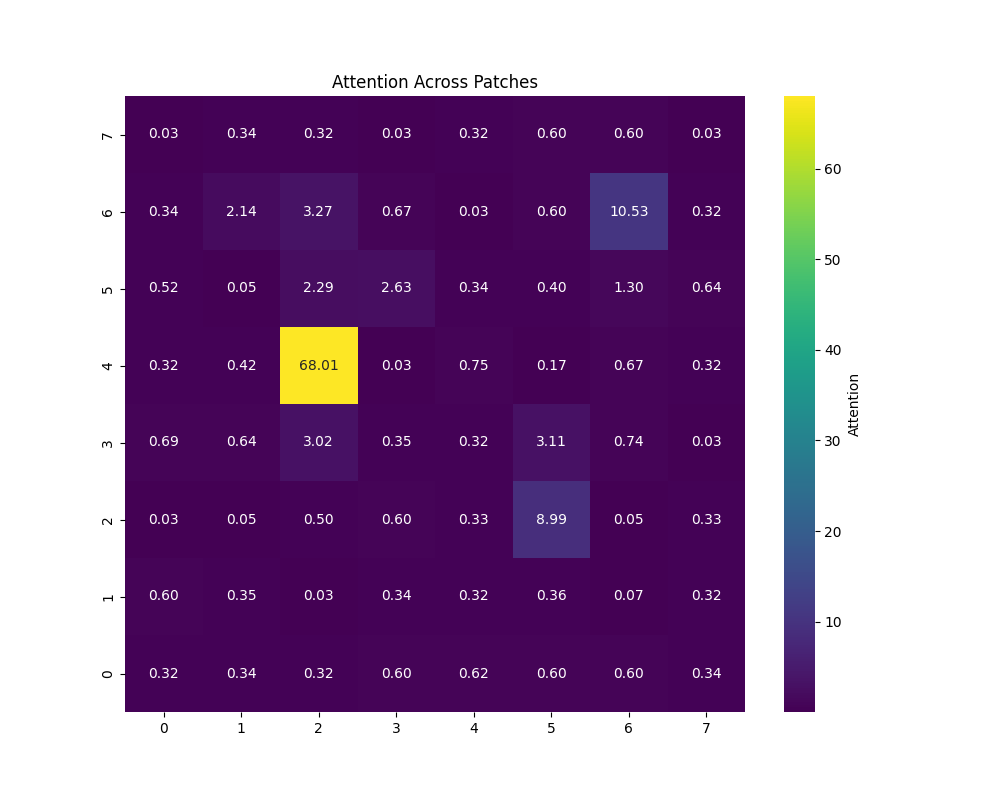 Attention Across Patches
7 0.03 0.34 0.32 0.03 0.32 0.60 0.60 0.03
6 0.34 2.14 3.27 0.67 0.03 0.60 10.53 0.32
5 0.52 0.05 2.29 2.63 0.34 0.40 1.30 0.64
4 0.32 0.42 68.01 0.03 0.75 0.17 0.67 0.32
3 0.69 0.64 3.02 0.35 0.32 3.11 0.74 0.03
2 0.03 0.05 0.50 0.60 0.33 8.99 0.05 0.33
1 0.60 0.35 0.03 0.34 0.32 0.36 0.07 0.32
0 0.32 0.34 0.32 0.60 0.62 0.60 0.60 0.34
0 1 2 3 4 5 6 7
60
50
40
30
20
10
Attention